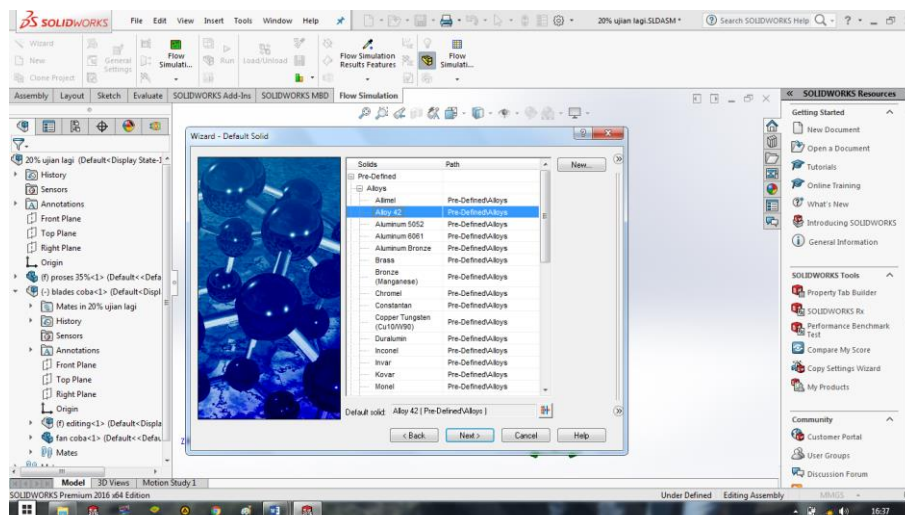 SOLIDWORKS File Edit View Insert Tools Window Help 20% ujian lagi.SLDASM * Search SOLIDWORKS Help
Wizard
New
Clone Project
General Settings
Flow Simulati...
Run
Load/Unload
Flow Simulation Results Features
Flow Simulati...
Assembly Layout Sketch Evaluate SOLIDWORKS Add-Ins SOLIDWORKS MBD Flow Simulation
20% ujian lagi (Default<Display State-1
History
Sensors
Annotations
Front Plane
Top Plane
Right Plane
Origin
(f) proses 35%<1> (Default<<Defa
(-) blades coba<1> (Default<Displ
Mates in 20% ujian lagi
History
Sensors
Annotations
Front Plane
Top Plane
Right Plane
Origin
(f) editing<1> (Default<Displa
fan coba<1> (Default<<Defau
Mates
Wizard - Default Solid
Solids Path
New...
Pre-Defined
Alloys
Allimel Pre-Defined\Alloys
Alloy 42 Pre-Defined\Alloys
Aluminum 5052 Pre-Defined\Alloys
Aluminum 6061 Pre-Defined\Alloys
Aluminum Bronze Pre-Defined\Alloys
Brass Pre-Defined\Alloys
Bronze (Manganese) Pre-Defined\Alloys
Chromel Pre-Defined\Alloys
Constantan Pre-Defined\Alloys
Copper Tungsten (Cu10/W90) Pre-Defined\Alloys
Duralumin Pre-Defined\Alloys
Inconel Pre-Defined\Alloys
Invar Pre-Defined\Alloys
Kovar Pre-Defined\Alloys
Monel Pre-Defined\Alloys
Default solid: Alloy 42 ( Pre-Defined\Alloys )
< Back Next > Cancel Help
SOLIDWORKS Resources
Getting Started
New Document
Open a Document
Tutorials
Online Training
What's New
Introducing SOLIDWORKS
General Information
SOLIDWORKS Tools
Property Tab Builder
SOLIDWORKS Rx
Performance Benchmark Test
Compare My Score
Copy Settings Wizard
My Products
Community
Customer Portal
User Groups
Discussion Forum
Model 3D Views Motion Study 1
SOLIDWORKS Premium 2016 x64 Edition Under Defined Editing Assembly MMGS
16:37